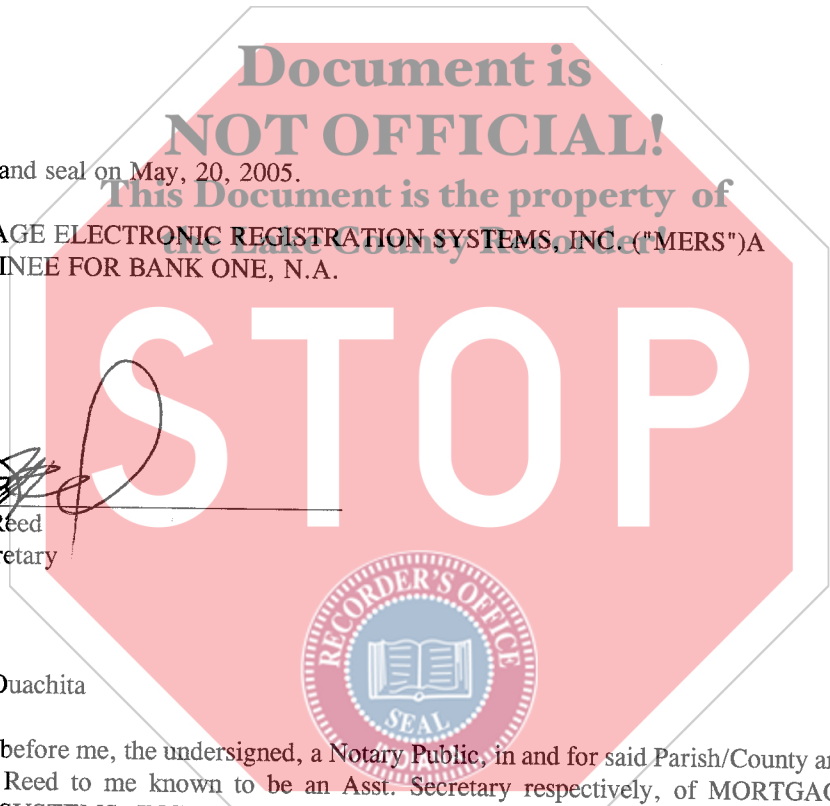 Document is
NOT OFFICIAL!
and seal on May, 20, 2005.
This Document is the property of
AGE ELECTRONIC REGISTRATION SYSTEMS, INC. ("MERS")A
the Lake County Recorder!
INEE FOR BANK ONE, N.A.
STOP
Reed
retary
RECORDER'S OFFICE
SEAL
Ouachita
before me, the undersigned, a Notary Public, in and for said Parish/County an
Reed to me known to be an Asst. Secretary respectively, of MORTGAG